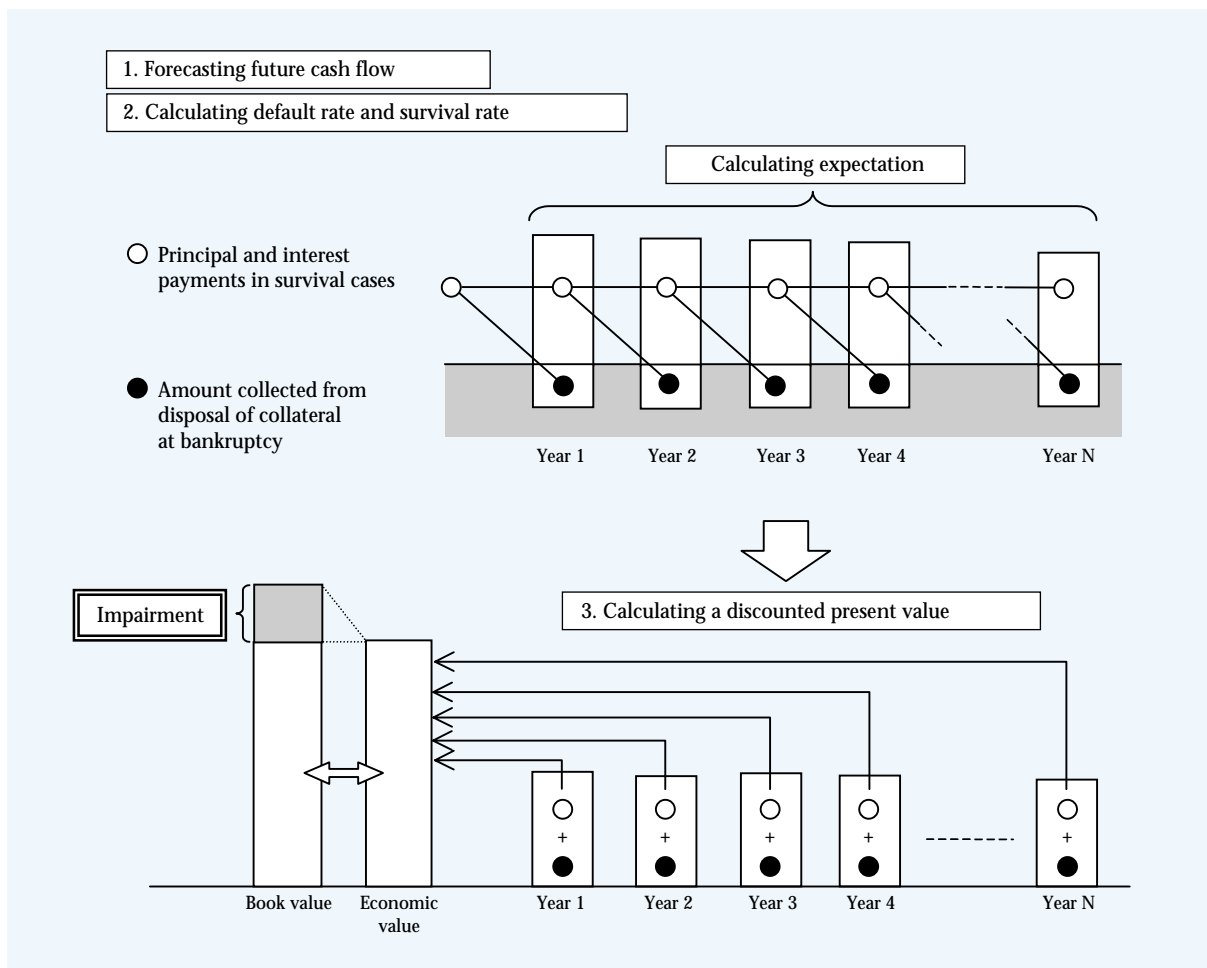 1. Forecasting future cash flow
2. Calculating default rate and survival rate
Calculating expectation
Principal and interest
payments in survival cases
Amount collected from
disposal of collateral
at bankruptcy
Year 1
Year 2
Year 3
Year 4
Year N
Impairment
3. Calculating a discounted present value
+
+
+
+
+
Book value
Economic
value
Year 1
Year 2
Year 3
Year 4
Year N